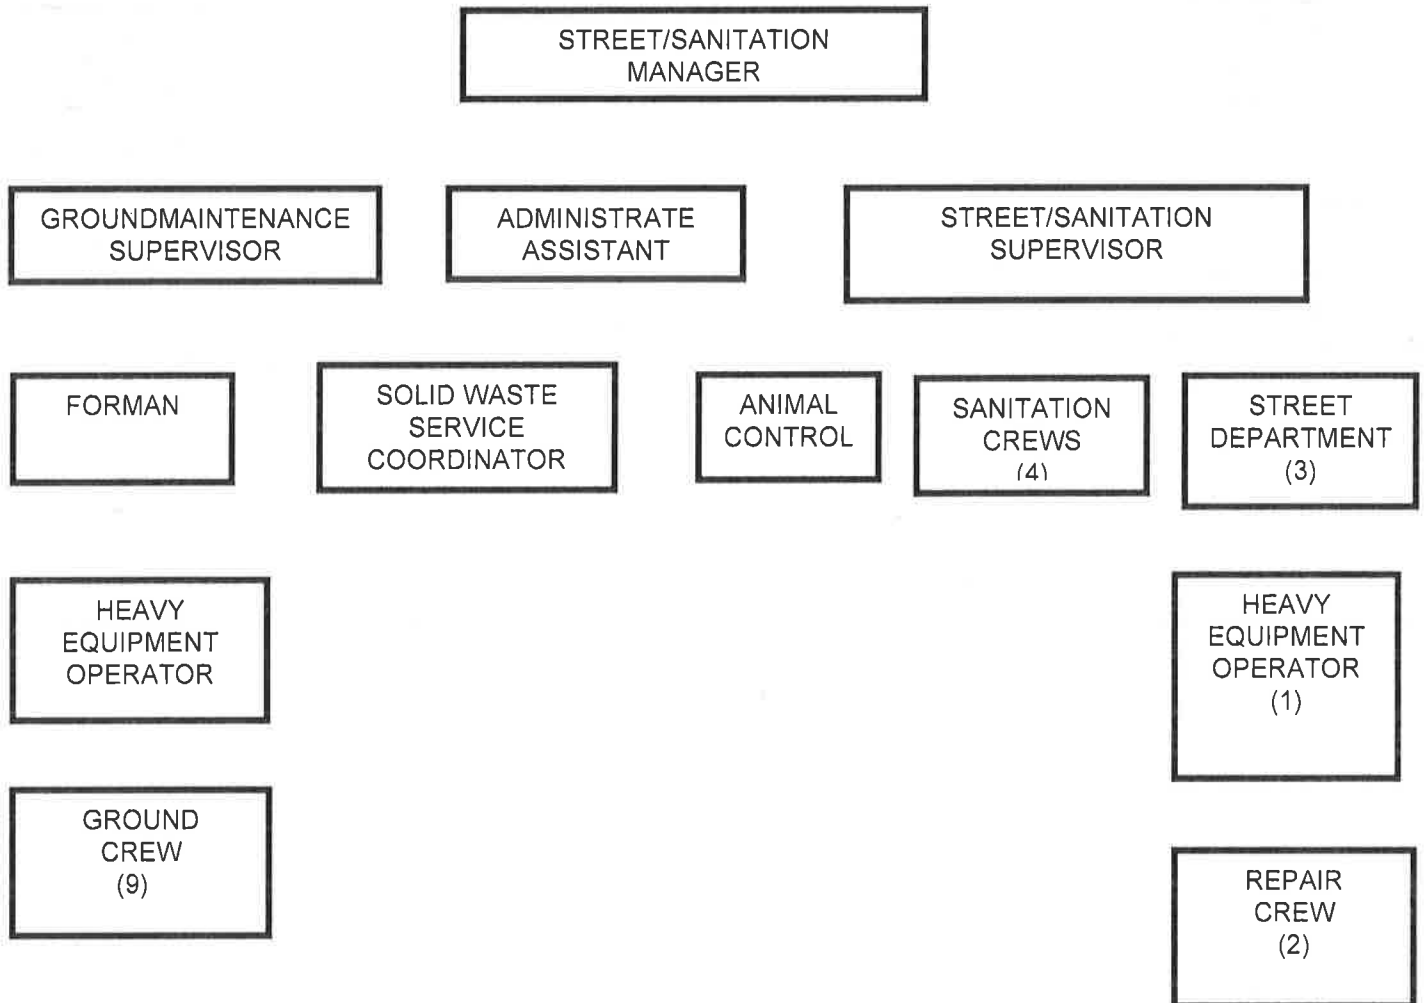 STREET/SANITATION
MANAGER
GROUNDMAINTENANCE
SUPERVISOR
ADMINISTRATE
ASSISTANT
STREET/SANITATION
SUPERVISOR
FORMAN
SOLID WASTE
SERVICE
COORDINATOR
ANIMAL
CONTROL
SANITATION
CREWS
(4)
STREET
DEPARTMENT
(3)
HEAVY
EQUIPMENT
OPERATOR
HEAVY
EQUIPMENT
OPERATOR
(1)
GROUND
CREW
(9)
REPAIR
CREW
(2)